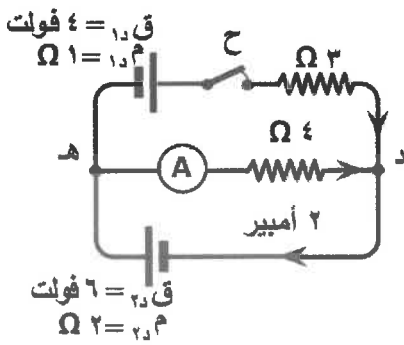 ق د١ = ٤ فولت
م د١ = ١ Ω
ح
٣ Ω
٤ Ω
هـ
A
د
٢ أمبير
ق د٢ = ٦ فولت
م د٢ = ٢ Ω